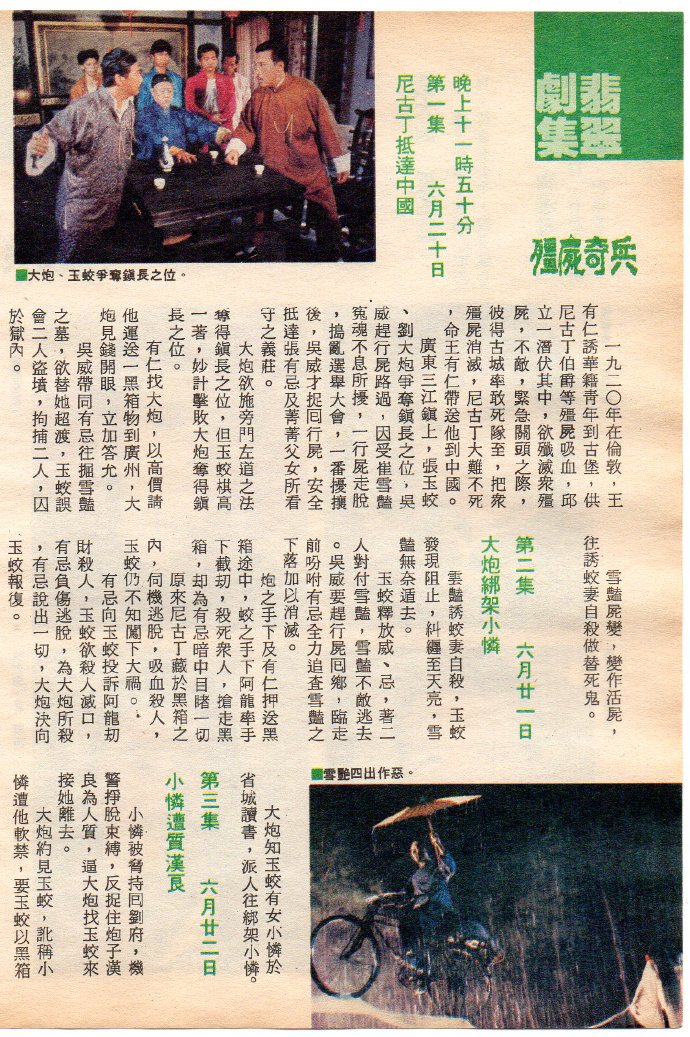 翡翠
劇集
殭屍奇兵
晚上十一時五十分
第一集　六月二十日
尼古丁抵達中國
■大炮、玉蛟爭奪鎮長之位。
一九二〇年在倫敦，王
有仁誘華籍青年到古堡，供
尼古丁伯爵等殭屍吸血，邱
立一潛伏其中，欲殲滅衆殭
屍，不敵，緊急關頭之際，
彼得古城率敢死隊至，把衆
殭屍消滅，尼古丁大難不死
，命王有仁帶送他到中國。
廣東三江鎮上，張玉蛟
、劉大炮爭奪鎮長之位，吳
威趕行屍路過，因受崔雪豔
寃魂不息所擾，一行屍走脫
，搗亂選舉大會，一番擾攘
後，吳威才捉囘行屍，安全
抵達張有忌及菁菁父女所看
守之義莊。
大炮欲施旁門左道之法
奪得鎮長之位，但玉蛟棋高
一著，妙計擊敗大炮奪得鎮
長之位。
有仁找大炮，以高價請
他運送一黑箱物到廣州，大
炮見錢開眼，立加答允。
吳威帶同有忌往掘雪豔
之墓，欲替她超渡，玉蛟誤
會二人盜墳，拘捕二人，囚
於獄內。
雪豔屍變，變作活屍，
往誘蛟妻自殺做替死鬼。
第二集　六月廿一日
大炮綁架小憐
雲豔誘蛟妻自殺，玉蛟
發現阻止，糾纏至天亮，雪
豔無奈遁去。
玉蛟釋放威、忌，著二
人對付雪豔，雪豔不敵逃去
。吳威要趕行屍囘鄉，臨走
前吩咐有忌全力追查雪豔之
下落加以消滅。
炮之手下及有仁押送黑
箱途中，蛟之手下阿龍率手
下截刧，殺死衆人，搶走黑
箱，却為有忌暗中目睹一切
原來尼古丁藏於黑箱之
內，伺機逃脫，吸血殺人，
玉蛟仍不知闖下大禍。
有忌向玉蛟投訴阿龍刧
財殺人，玉蛟欲殺人滅口，
有忌負傷逃脫，為大炮所救
，有忌說出一切，大炮決向
玉蛟報復。
■雪艷四出作惡。
大炮知玉蛟有女小憐於
省城讀書，派人往綁架小憐。
第三集　六月廿二日
小憐遭質漢良
小憐被脅持囘劉府，機
警掙脫束縛，反捉住炮子漢
良為人質，逼大炮找玉蛟來
接她離去。
大炮約見玉蛟，訛稱小
憐遭他軟禁，要玉蛟以黑箱